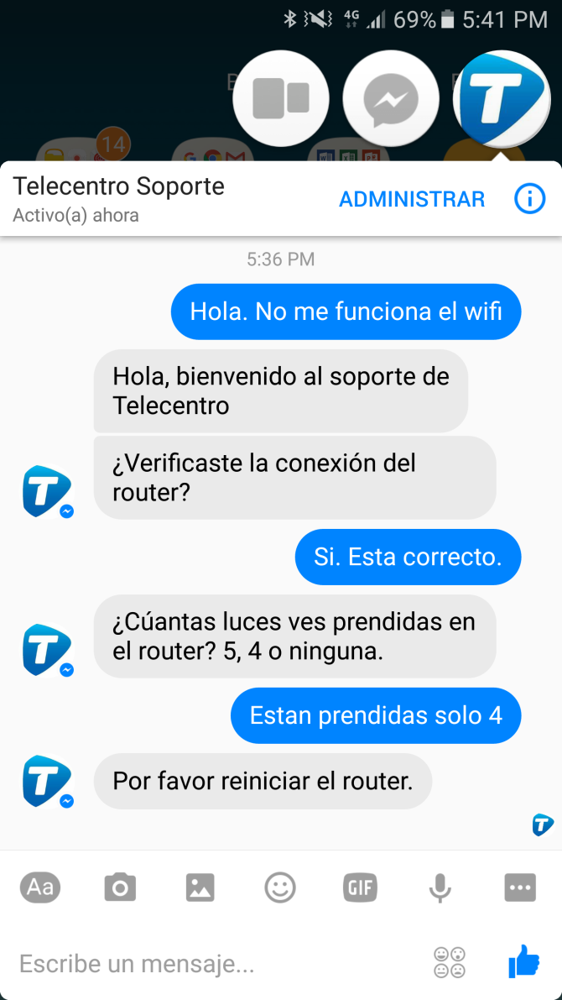 4G 69% 5:41 PM
14
Telecentro Soporte
Activo(a) ahora
ADMINISTRAR
5:36 PM
Hola. No me funciona el wifi
Hola, bienvenido al soporte de
Telecentro
¿Verificaste la conexión del
router?
Si. Esta correcto.
¿Cúantas luces ves prendidas en
el router? 5, 4 o ninguna.
Estan prendidas solo 4
Por favor reiniciar el router.
Aa
GIF
Escribe un mensaje...